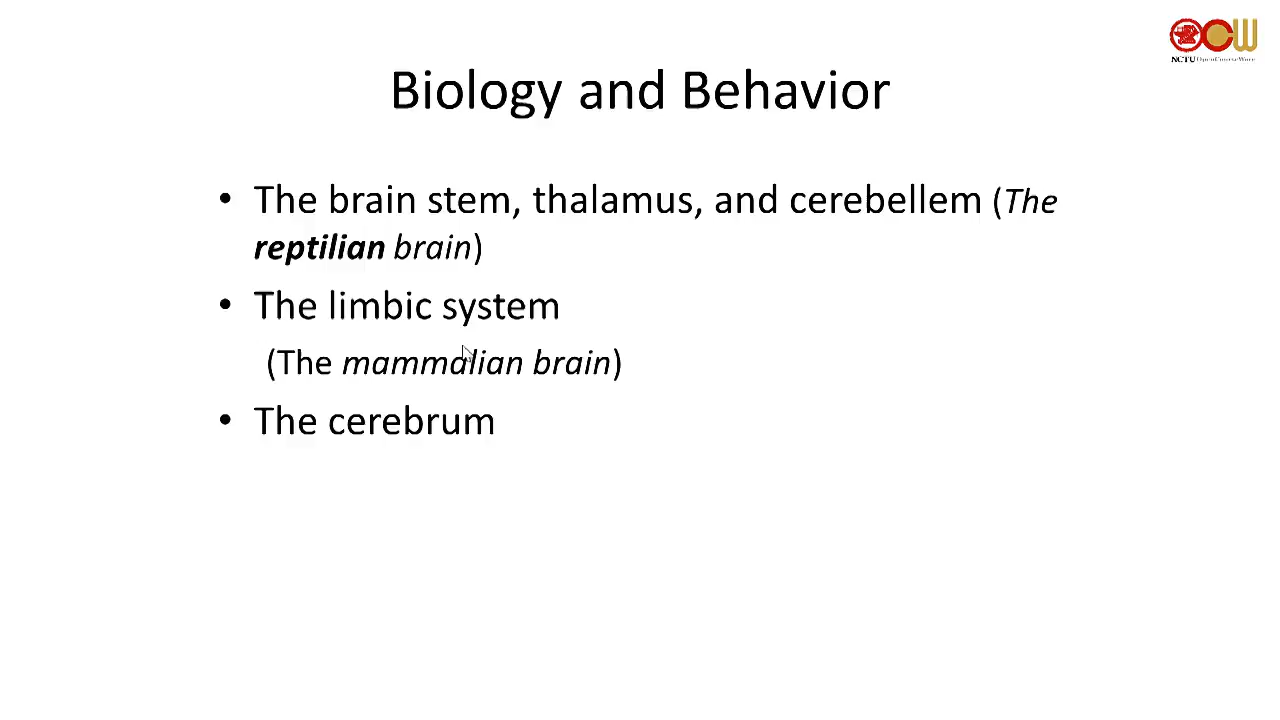 OCW
NCTU OpenCourseWare
Biology and Behavior
• The brain stem, thalamus, and cerebellem (The
reptilian brain)
• The limbic system
(The mammalian brain)
• The cerebrum